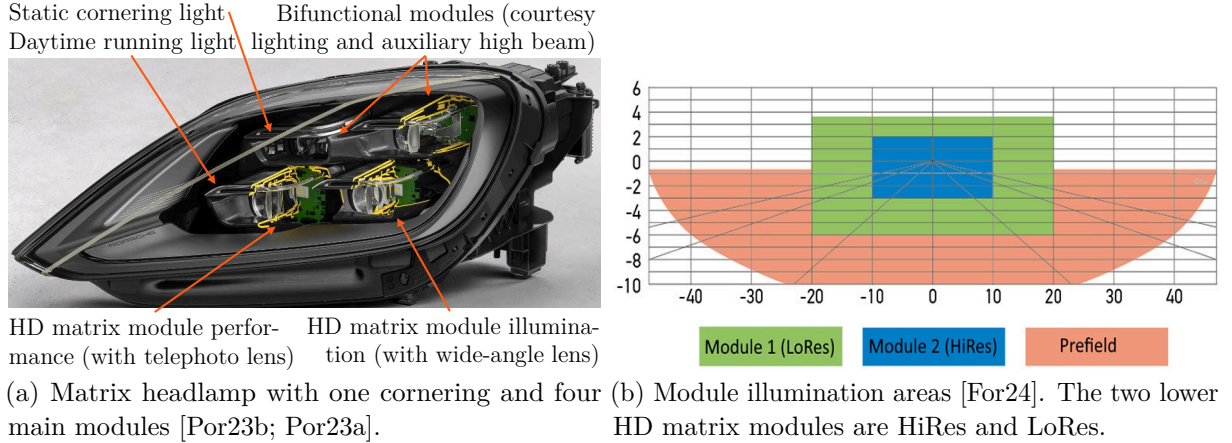 Static cornering light
Bifunctional modules (courtesy
Daytime running light
lighting and auxiliary high beam)
PORSCHE
HD matrix module perfor-
mance (with telephoto lens)
HD matrix module illumina-
tion (with wide-angle lens)
(a) Matrix headlamp with one cornering and four
main modules [Por23b; Por23a].
6
4
2
0
-2
-4
-6
-8
-10
-40
-30
-20
-10
0
10
20
30
40
Module 1 (LoRes)
Module 2 (HiRes)
Prefield
(b) Module illumination areas [For24]. The two lower
HD matrix modules are HiRes and LoRes.